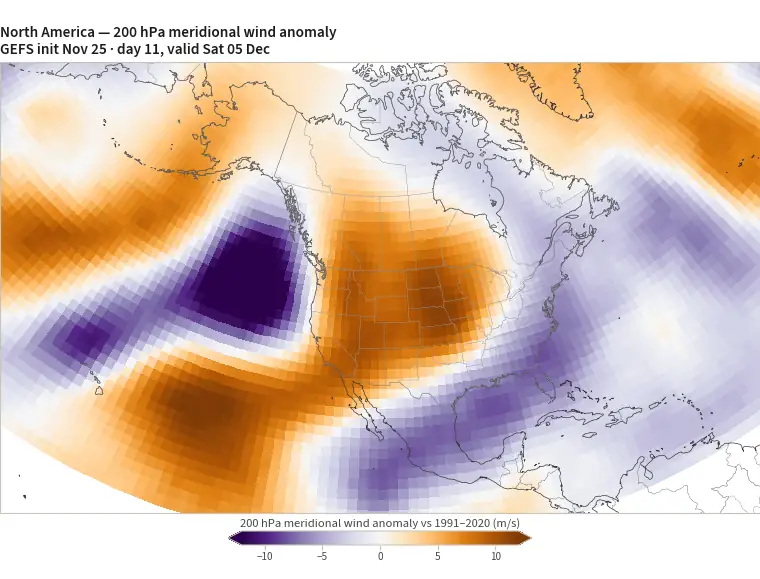 North America — 200 hPa meridional wind anomaly
GEFS init Nov 25 · day 11, valid Sat 05 Dec
200 hPa meridional wind anomaly vs 1991–2020 (m/s)
−10 −5 0 5 10